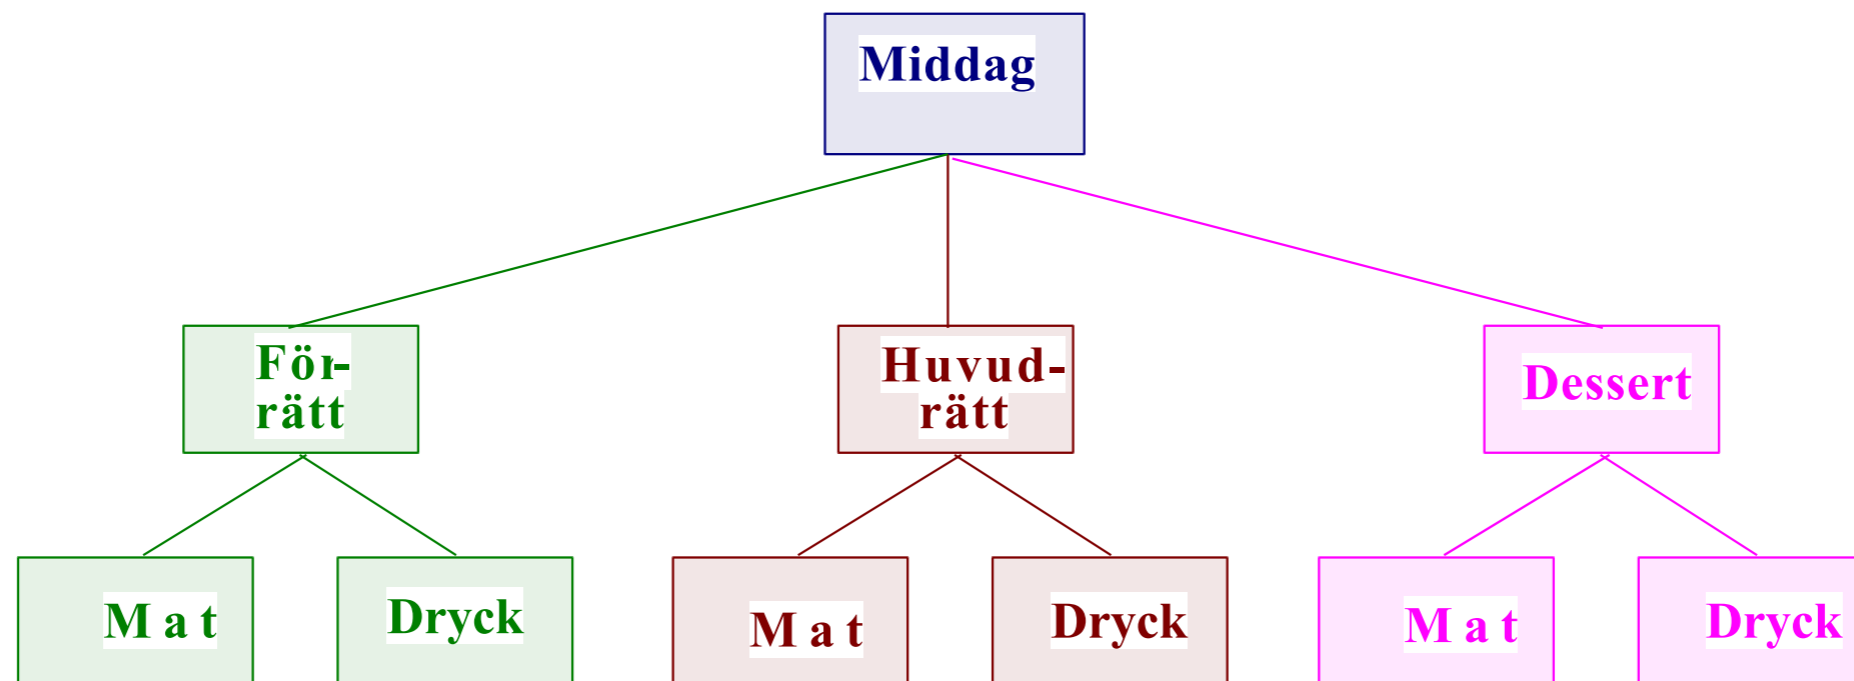 Middag
För-
rätt
Huvud-
rätt
Dessert
Mat
Dryck
Mat
Dryck
Mat
Dryck